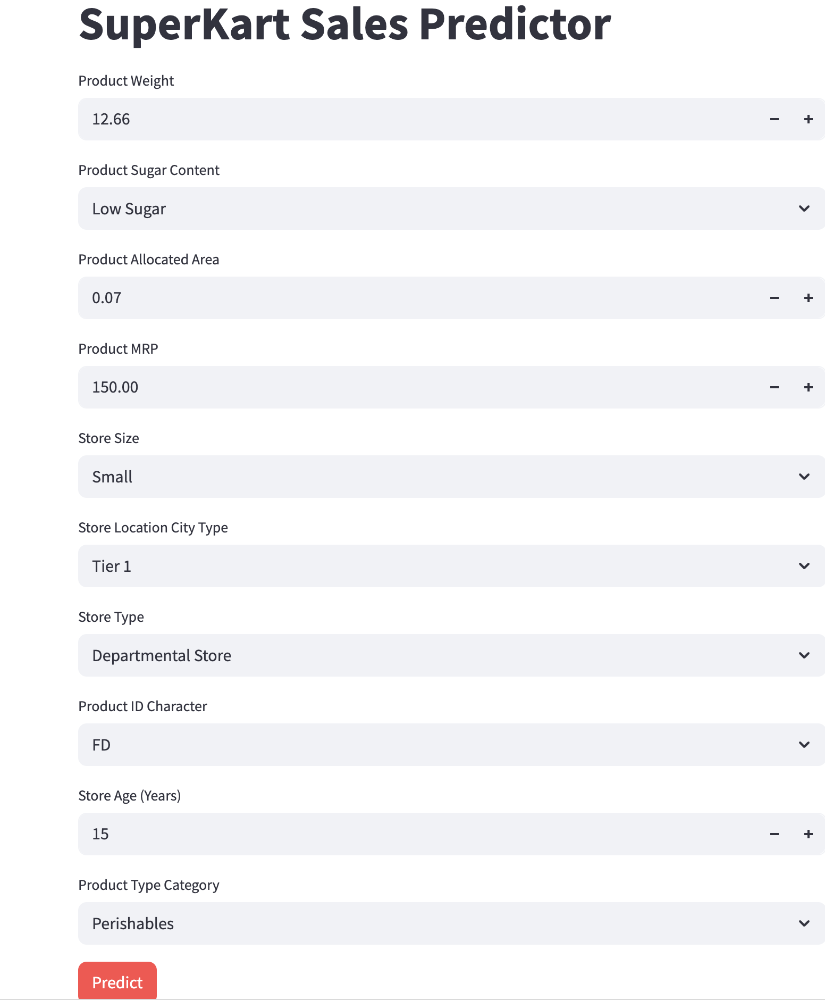 SuperKart Sales Predictor
Product Weight
12.66
Product Sugar Content
Low Sugar
Product Allocated Area
0.07
Product MRP
150.00
Store Size
Small
Store Location City Type
Tier 1
Store Type
Departmental Store
Product ID Character
FD
Store Age (Years)
15
Product Type Category
Perishables
Predict